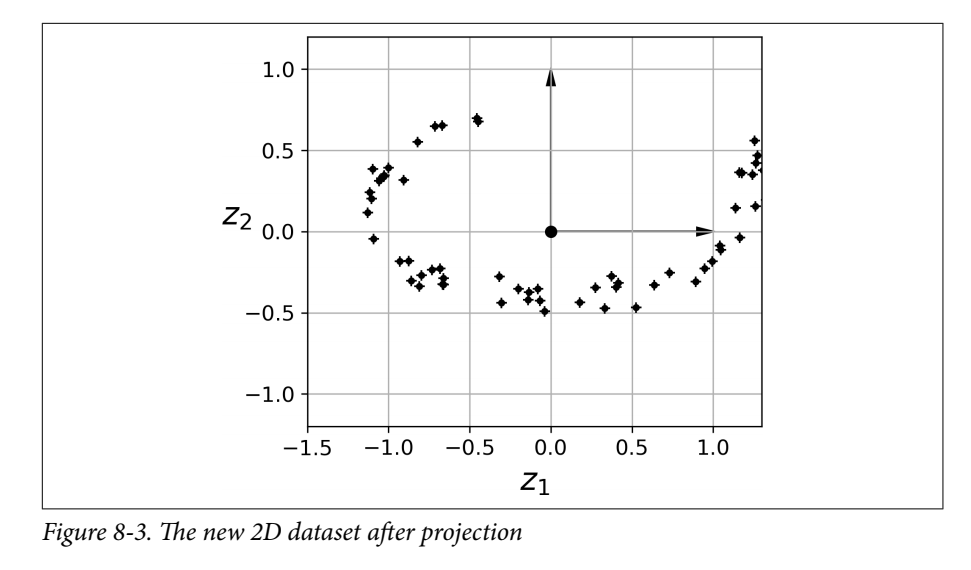 1.0
0.5
z₂ 0.0
−0.5
−1.0
−1.5 −1.0 −0.5 0.0 0.5 1.0
z₁
Figure 8-3. The new 2D dataset after projection